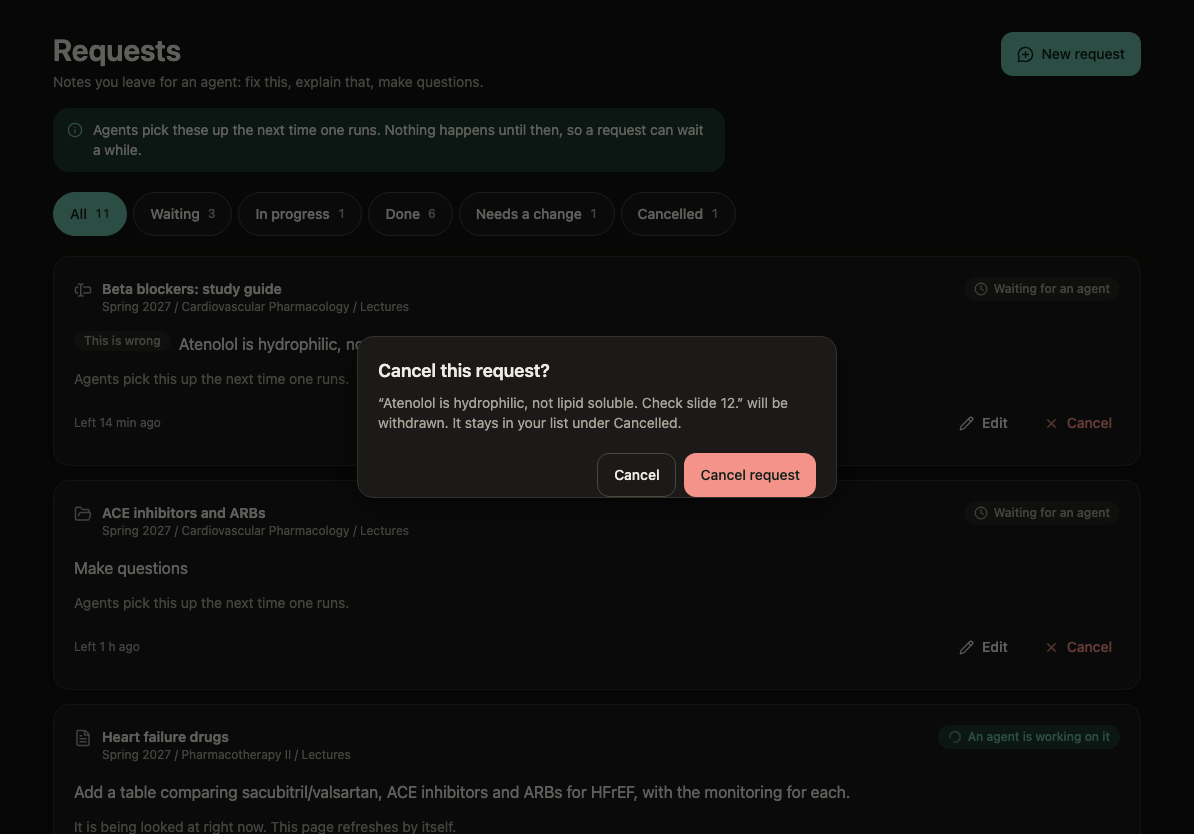 Requests
New request
Notes you leave for an agent: fix this, explain that, make questions.
Agents pick these up the next time one runs. Nothing happens until then, so a request can wait
a while.
All 11
Waiting 3
In progress 1
Done 6
Needs a change 1
Cancelled 1
Beta blockers: study guide
Waiting for an agent
Spring 2027 / Cardiovascular Pharmacology / Lectures
This is wrong
Atenolol is hydrophilic,
Agents pick this up the next time one runs.
Left 14 min ago
Edit
Cancel
Cancel this request?
“Atenolol is hydrophilic, not lipid soluble. Check slide 12.” will be
withdrawn. It stays in your list under Cancelled.
Cancel
Cancel request
ACE inhibitors and ARBs
Waiting for an agent
Spring 2027 / Cardiovascular Pharmacology / Lectures
Make questions
Agents pick this up the next time one runs.
Left 1 h ago
Edit
Cancel
Heart failure drugs
An agent is working on it
Spring 2027 / Pharmacotherapy II / Lectures
Add a table comparing sacubitril/valsartan, ACE inhibitors and ARBs for HFrEF, with the monitoring for each.
It is being looked at right now. This page refreshes by itself.